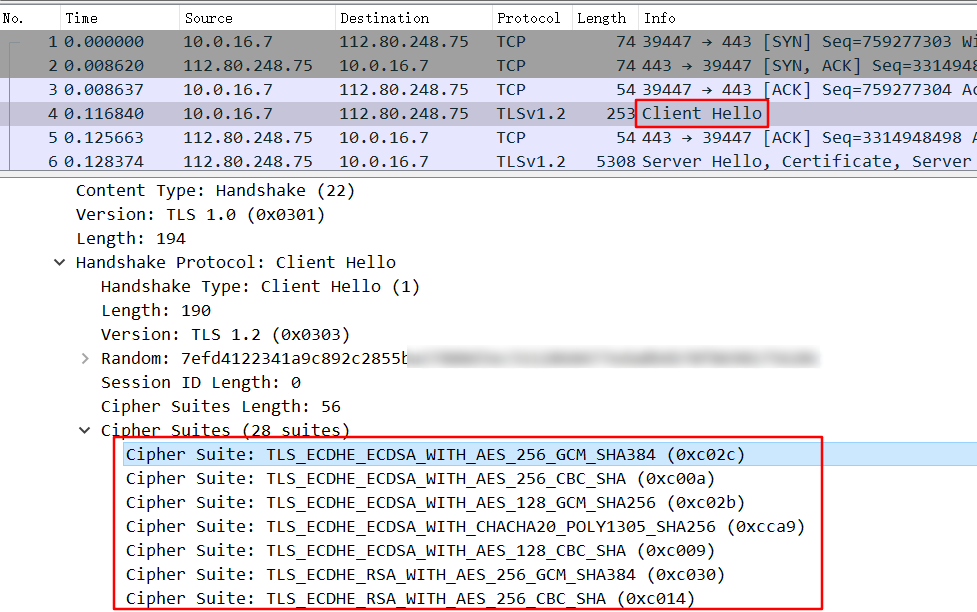 No. Time Source Destination Protocol Length Info
1 0.000000 10.0.16.7 112.80.248.75 TCP 74 39447 → 443 [SYN] Seq=759277303
2 0.008620 112.80.248.75 10.0.16.7 TCP 74 443 → 39447 [SYN, ACK]
3 0.008637 10.0.16.7 112.80.248.75 TCP 54 39447 → 443 [ACK] Seq=759277304
4 0.116840 10.0.16.7 112.80.248.75 TLSv1.2 253 Client Hello
5 0.125663 112.80.248.75 10.0.16.7 TCP 54 443 → 39447 [ACK] Seq=3314948498
6 0.128374 112.80.248.75 10.0.16.7 TLSv1.2 5308 Server Hello, Certificate, Server
Content Type: Handshake (22)
Version: TLS 1.0 (0x0301)
Length: 194
Handshake Protocol: Client Hello
Handshake Type: Client Hello (1)
Length: 190
Version: TLS 1.2 (0x0303)
Random: 7efd4122341a9c892c2855b
Session ID Length: 0
Cipher Suites Length: 56
Cipher Suites (28 suites)
Cipher Suite: TLS_ECDHE_ECDSA_WITH_AES_256_GCM_SHA384 (0xc02c)
Cipher Suite: TLS_ECDHE_ECDSA_WITH_AES_256_CBC_SHA (0xc00a)
Cipher Suite: TLS_ECDHE_ECDSA_WITH_AES_128_GCM_SHA256 (0xc02b)
Cipher Suite: TLS_ECDHE_ECDSA_WITH_CHACHA20_POLY1305_SHA256 (0xcca9)
Cipher Suite: TLS_ECDHE_ECDSA_WITH_AES_128_CBC_SHA (0xc009)
Cipher Suite: TLS_ECDHE_RSA_WITH_AES_256_GCM_SHA384 (0xc030)
Cipher Suite: TLS_ECDHE_RSA_WITH_AES_256_CBC_SHA (0xc014)